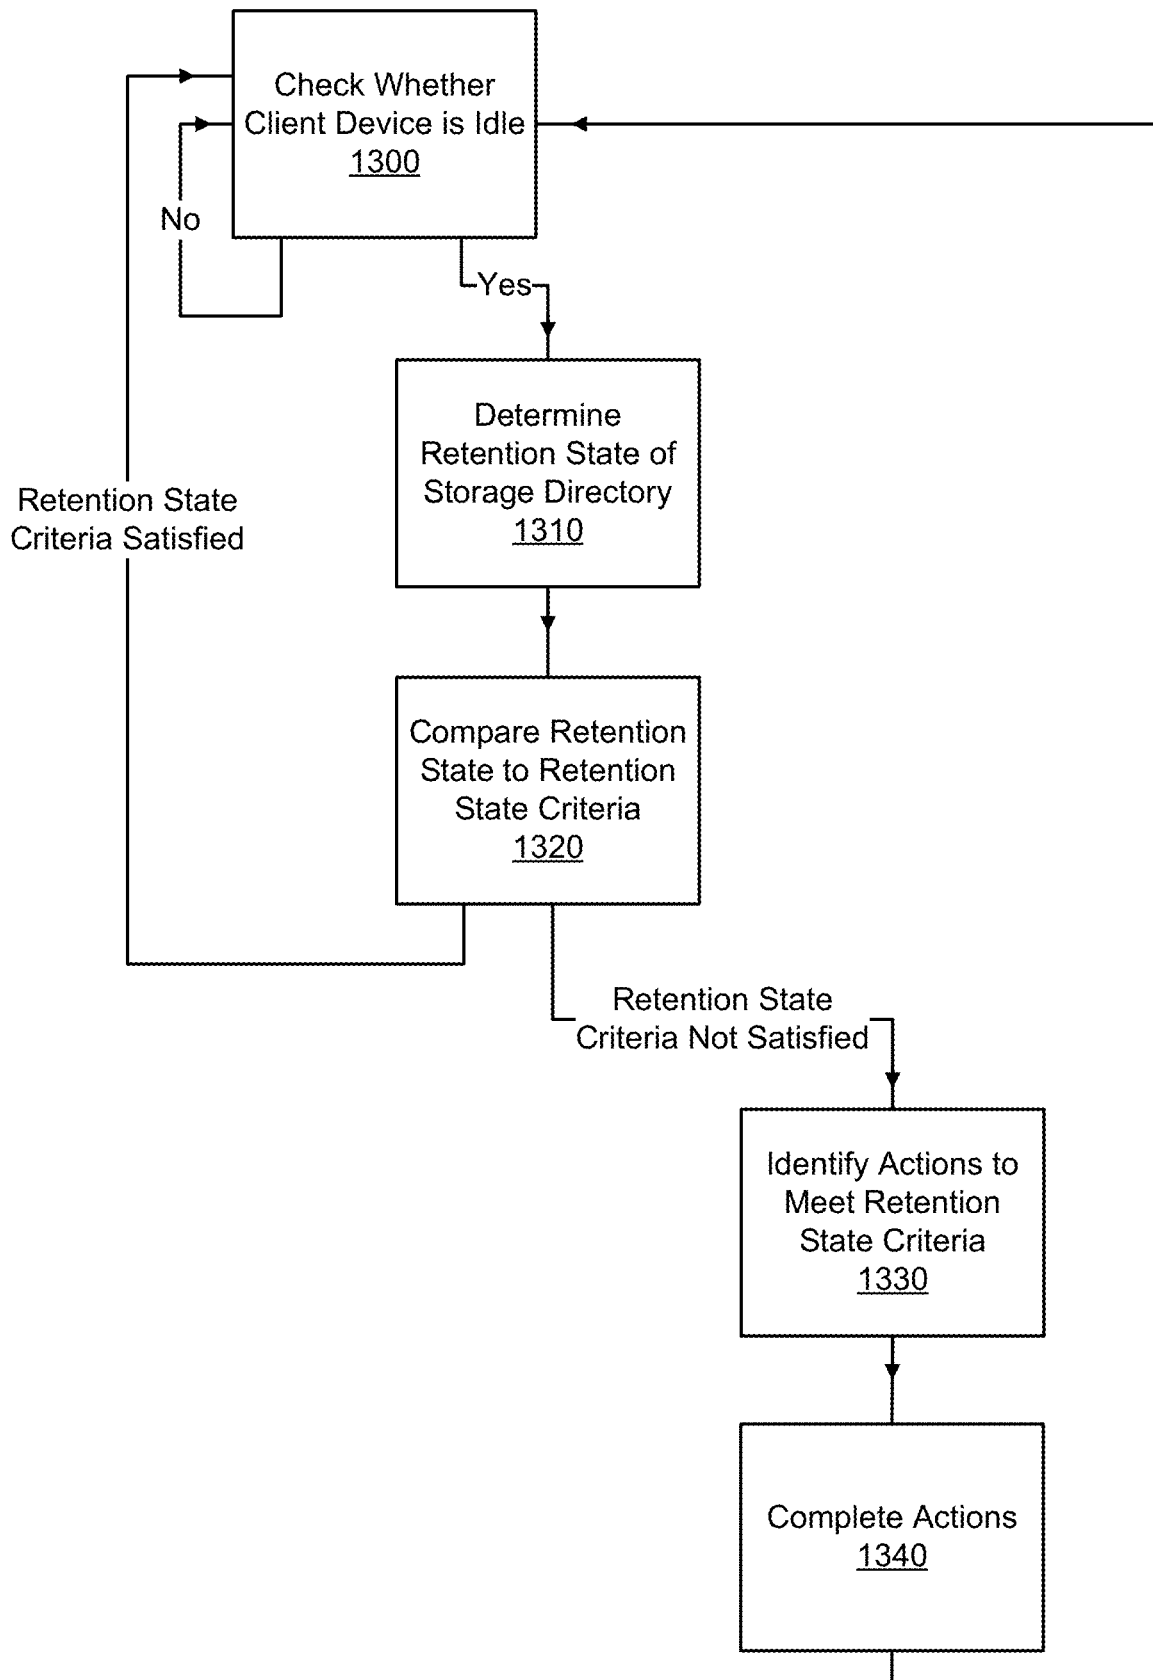 Check Whether
Client Device is Idle
1300
No
Yes
Determine
Retention State of
Storage Directory
1310
Retention State
Criteria Satisfied
Compare Retention
State to Retention
State Criteria
1320
Retention State
Criteria Not Satisfied
Identify Actions to
Meet Retention
State Criteria
1330
Complete Actions
1340